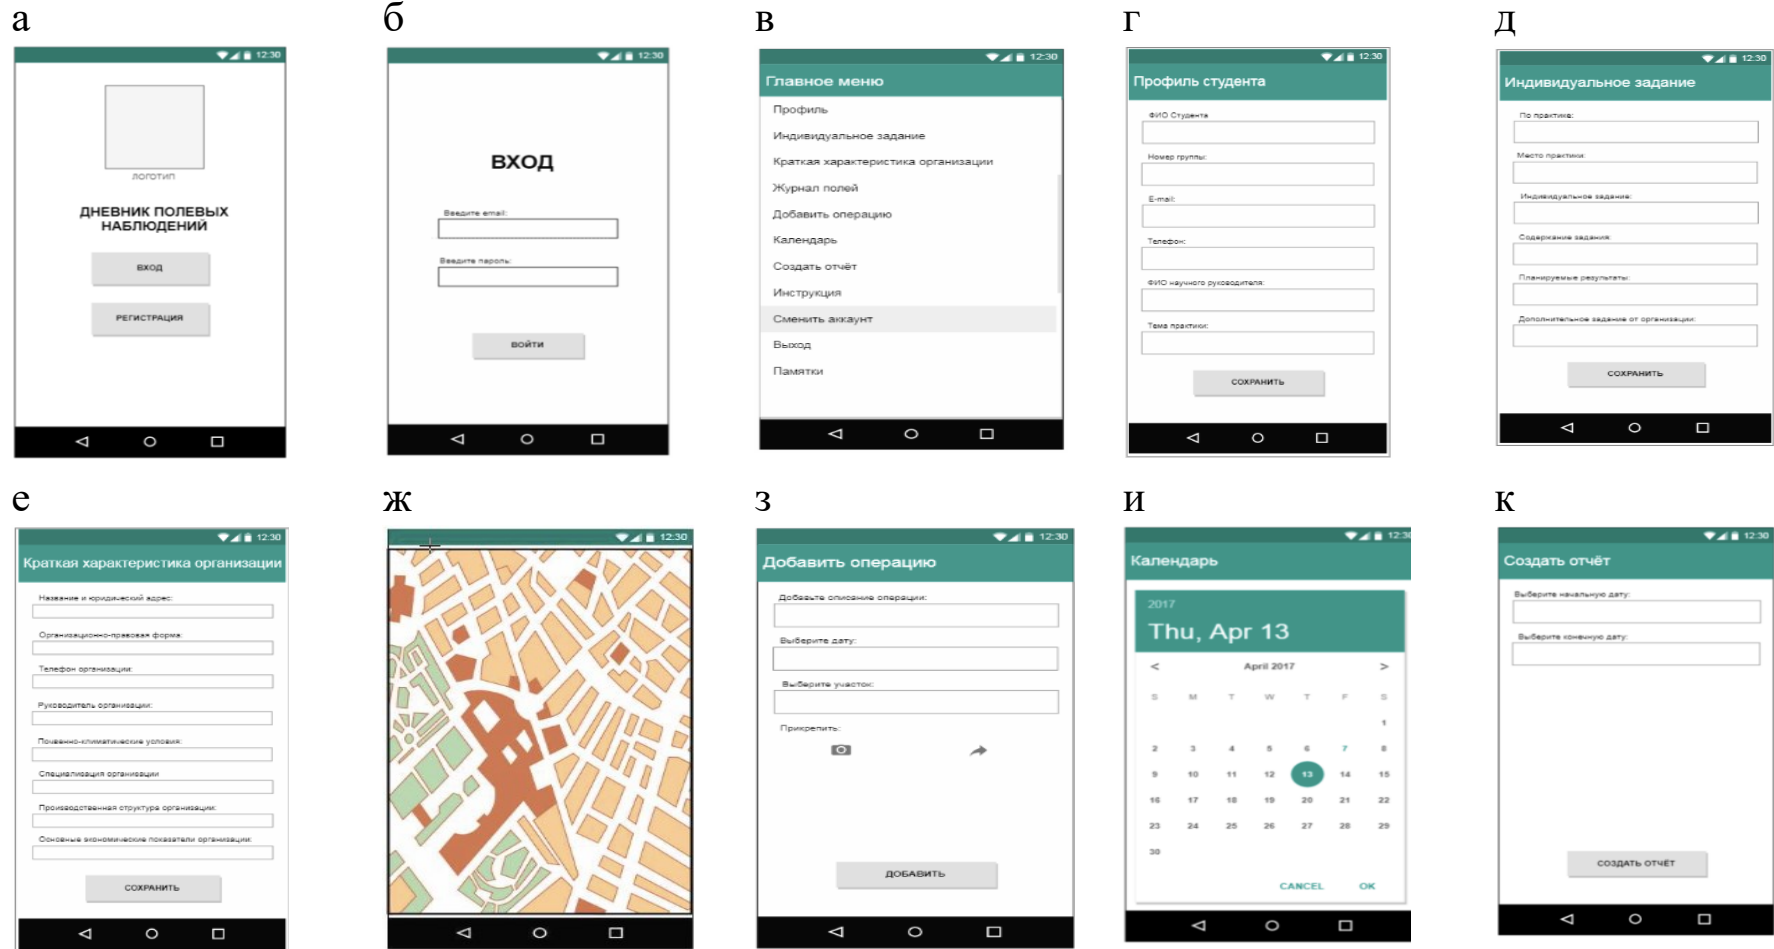 а
12:30
ЛОГОТИП
ДНЕВНИК ПОЛЕВЫХ
НАБЛЮДЕНИЙ
ВХОД
РЕГИСТРАЦИЯ
б
12:30
ВХОД
Введите email:
Введите пароль:
ВОЙТИ
в
12:30
Главное меню
Профиль
Индивидуальное задание
Краткая характеристика организации
Журнал полей
Добавить операцию
Календарь
Создать отчёт
Инструкция
Сменить аккаунт
Выход
Памятки
г
12:30
Профиль студента
ФИО Студента
Номер группы:
E-mail:
Телефон:
ФИО научного руководителя:
Тема практики:
СОХРАНИТЬ
д
12:30
Индивидуальное задание
По практике:
Место практики:
Индивидуальное задание:
Содержание задания:
Планируемые результаты:
Дополнительное задание от организации:
СОХРАНИТЬ
е
12:30
Краткая характеристика организации
Название и юридический адрес:
Организационно-правовая форма:
Телефон организации:
Руководитель организации:
Почвенно-климатические условия:
Специализация организации
Производственная структура организации:
Основные экономические показатели организации:
СОХРАНИТЬ
ж
12:30
з
12:30
Добавить операцию
Добавьте описание операции:
Выберите дату:
Выберите участок:
Прикрепить:
ДОБАВИТЬ
и
12:30
Календарь
2017
Thu, Apr 13
< April 2017 >
S M T W T F S
1
2 3 4 5 6 7 8
9 10 11 12 13 14 15
16 17 18 19 20 21 22
23 24 25 26 27 28 29
30
CANCEL OK
к
12:30
Создать отчёт
Выберите начальную дату:
Выберите конечную дату:
СОЗДАТЬ ОТЧЁТ